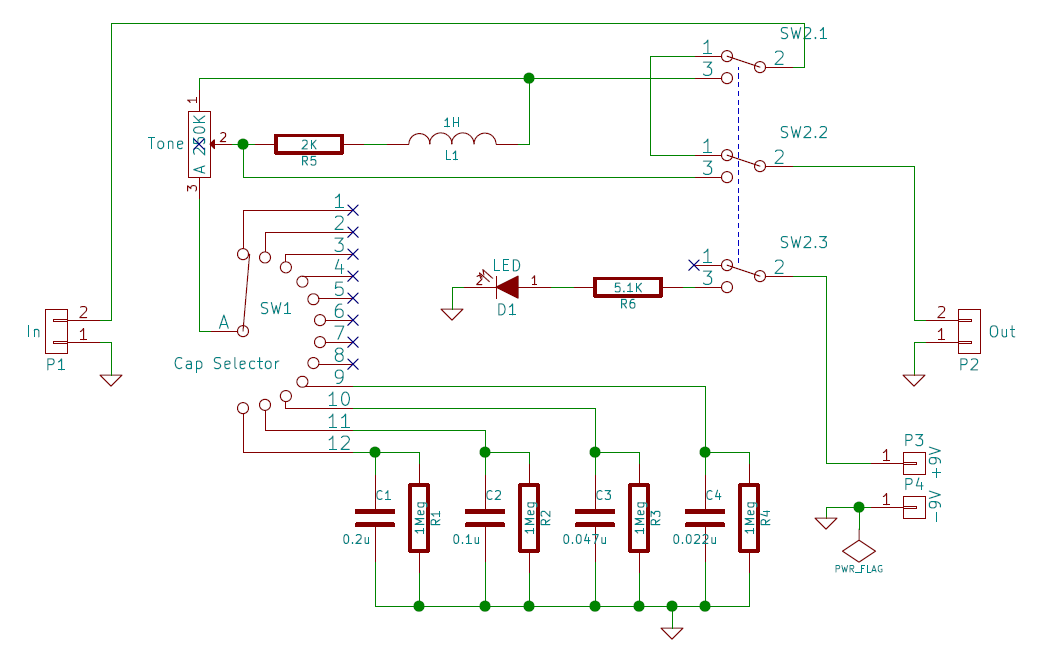 SW2.1
1
2
3
1
A 250K
Tone
2
3
2K
R5
1H
L1
SW2.2
1
2
3
SW2.3
1
2
3
LED
2
1
D1
5.1K
R6
1
2
3
4
5
6
7
8
9
10
11
12
SW1
A
Cap Selector
In
2
1
P1
2
1
Out
P2
P3
1
+9V
P4
1
-9V
PWR_FLAG
C1
0.2u
1Meg
R1
C2
0.1u
1Meg
R2
C3
0.047u
1Meg
R3
C4
0.022u
1Meg
R4